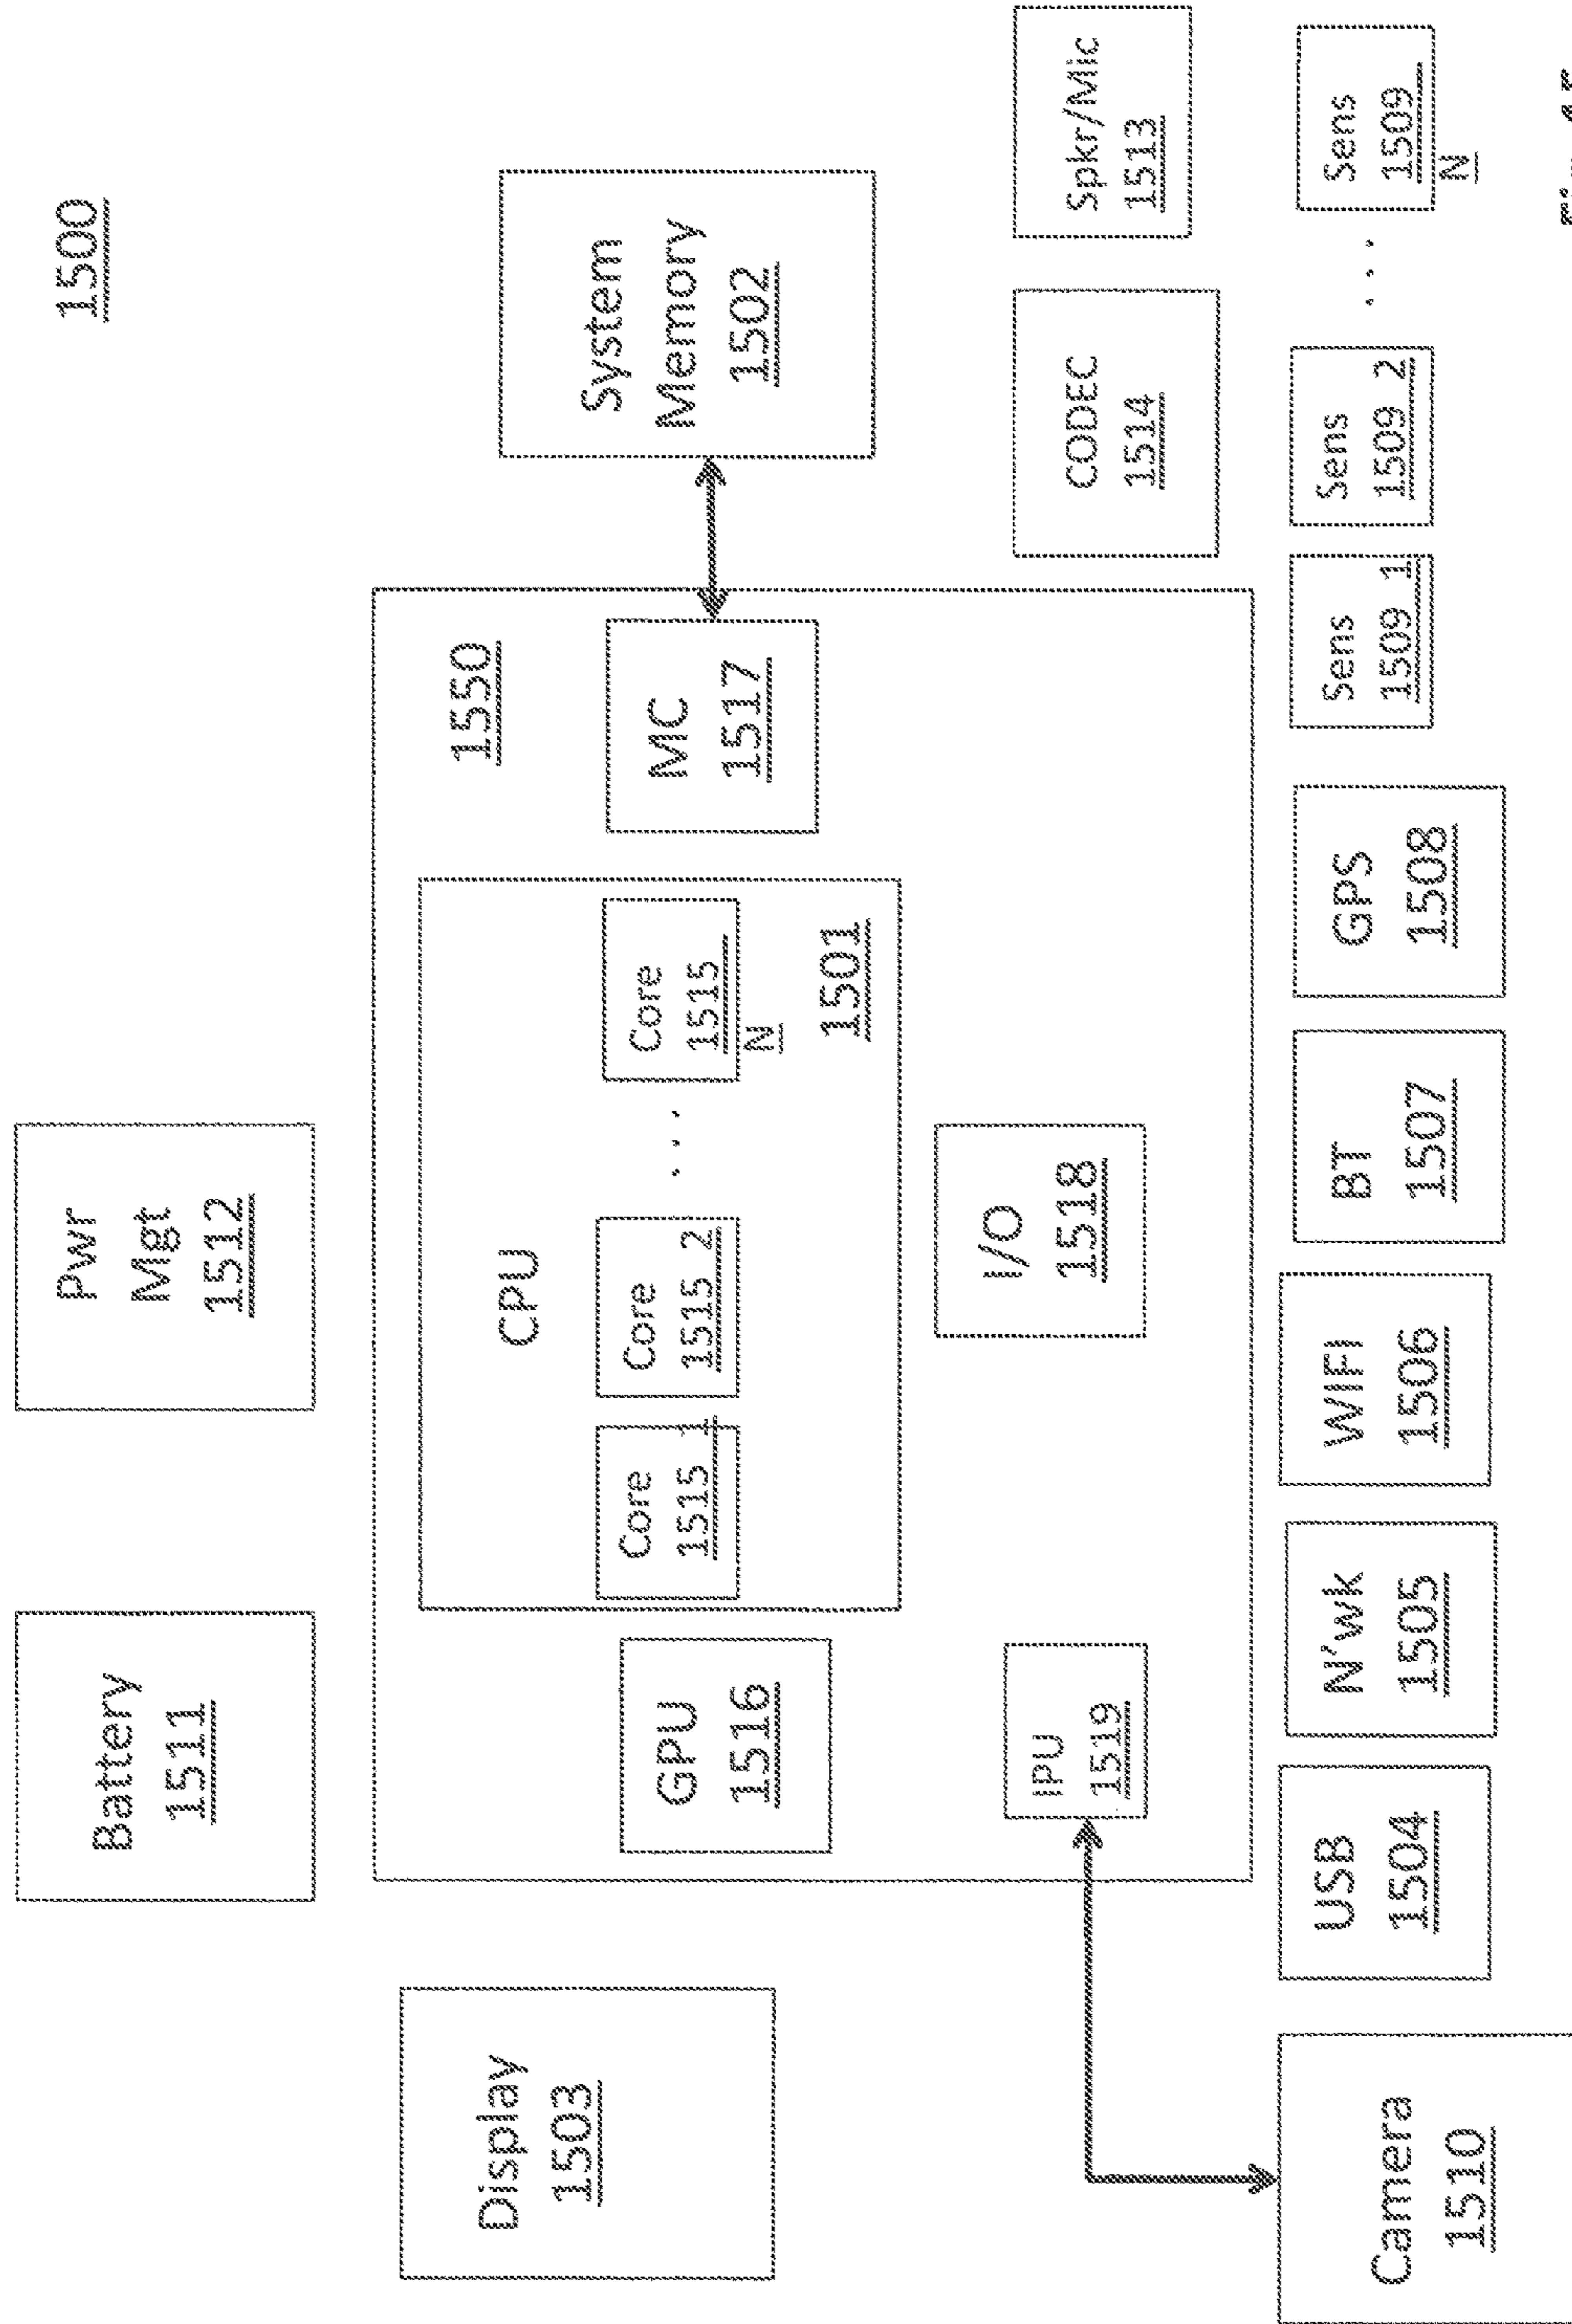 1500
Battery
1511
Pwr
Mgt
1512
Display
1503
1550
CPU
Core
1515_1
Core
1515_2
. . .
Core
1515_
N
1501
GPU
1516
MC
1517
System
Memory
1502
I/O
1518
IPU
1519
CODEC
1514
Spkr/Mic
1513
Camera
1510
USB
1504
N'wk
1505
WIFI
1506
BT
1507
GPS
1508
Sens
1509_1
Sens
1509_2
. . .
Sens
1509_
N